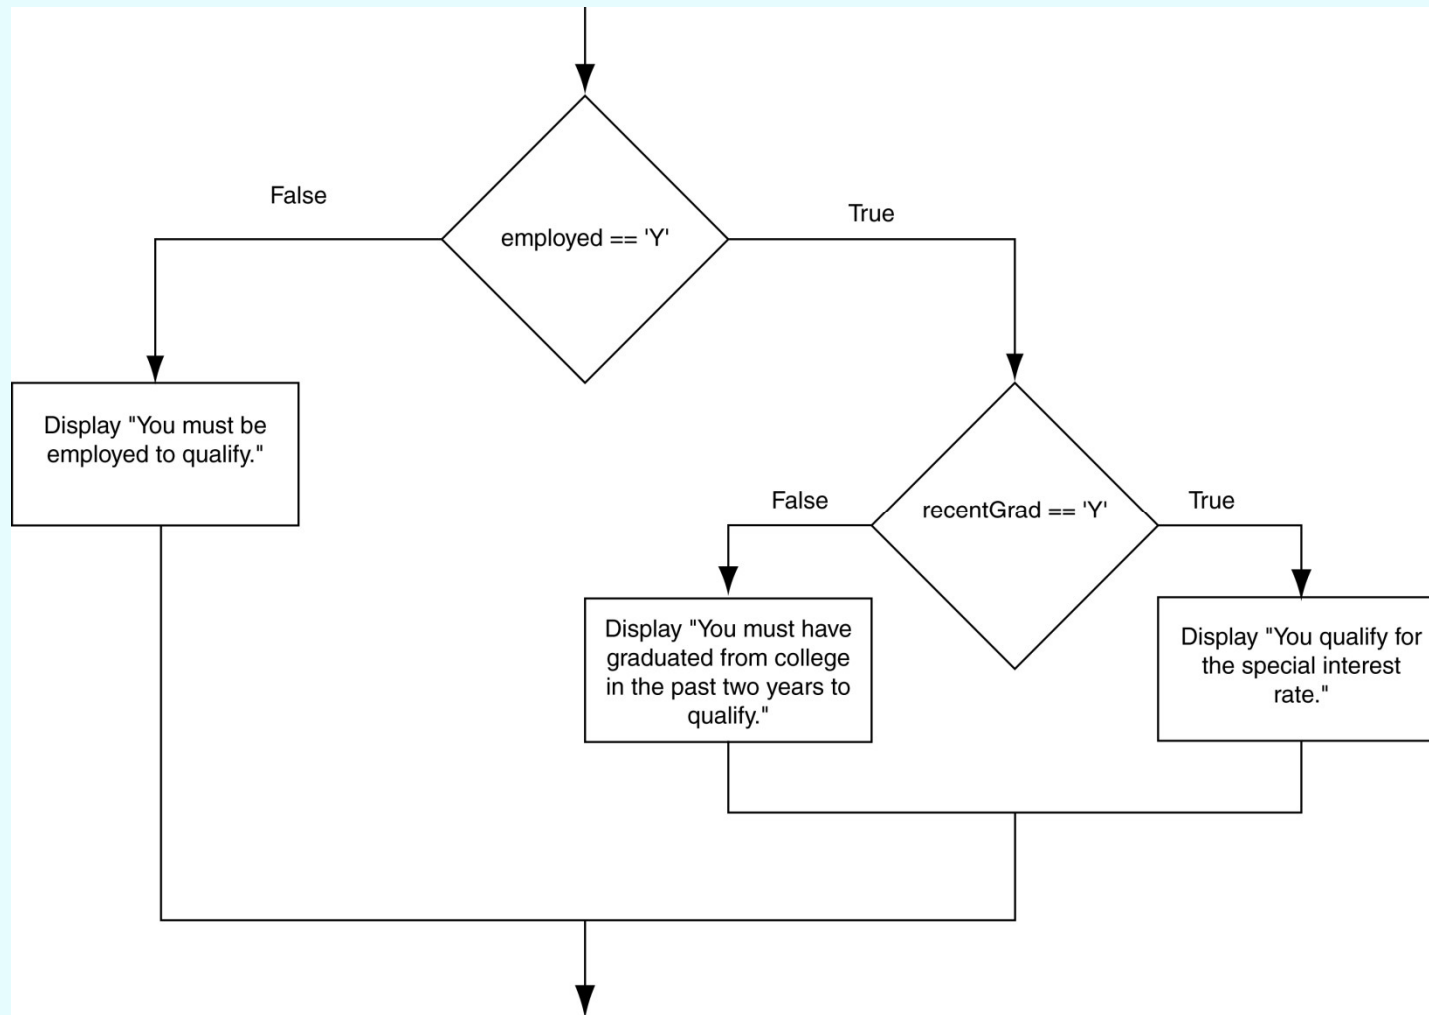 False
True
employed == 'Y'
Display "You must be
employed to qualify."
False
True
recentGrad == 'Y'
Display "You must have
graduated from college
in the past two years to
qualify."
Display "You qualify for
the special interest
rate."